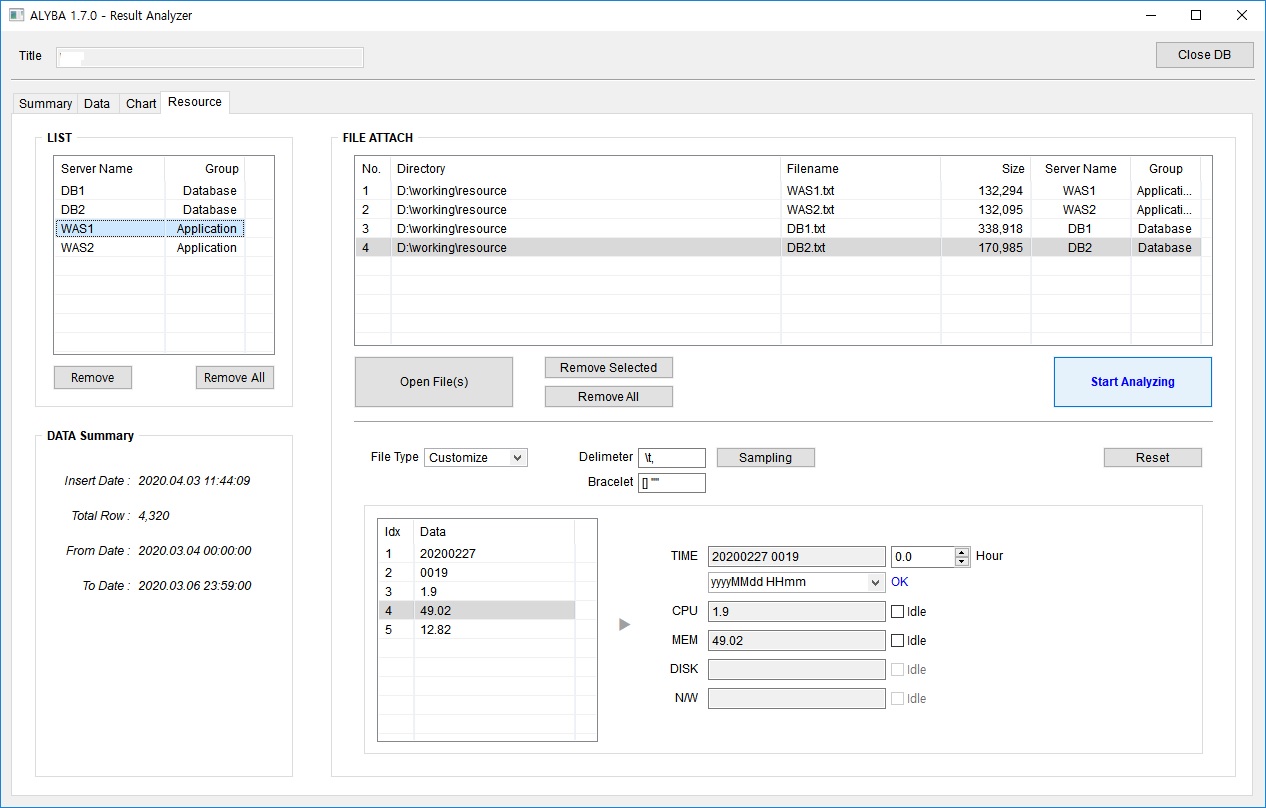 ALYBA 1.7.0 - Result Analyzer
Title
Close DB
Summary Data Chart Resource
LIST
Server Name Group
DB1 Database
DB2 Database
WAS1 Application
WAS2 Application
Remove Remove All
DATA Summary
Insert Date : 2020.04.03 11:44:09
Total Row : 4,320
From Date : 2020.03.04 00:00:00
To Date : 2020.03.06 23:59:00
FILE ATTACH
No. Directory Filename Size Server Name Group
1 D:\working\resource WAS1.txt 132,294 WAS1 Applicati...
2 D:\working\resource WAS2.txt 132,095 WAS2 Applicati...
3 D:\working\resource DB1.txt 338,918 DB1 Database
4 D:\working\resource DB2.txt 170,985 DB2 Database
Open File(s)
Remove Selected
Remove All
Start Analyzing
File Type Customize Delimeter \t, Sampling Reset
Bracelet [] ""
Idx Data
1 20200227
2 0019
3 1.9
4 49.02
5 12.82
TIME 20200227 0019 0.0 Hour
yyyyMMdd HHmm OK
CPU 1.9 Idle
MEM 49.02 Idle
DISK Idle
N/W Idle